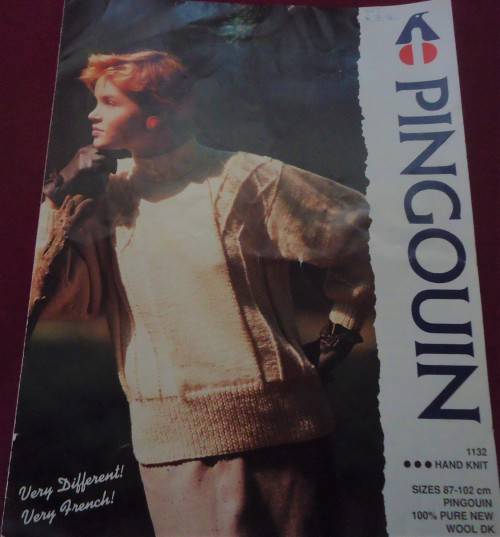 PINGOUIN
1132
●●● HAND KNIT
SIZES 87-102 cm
PINGOUIN
100% PURE NEW
WOOL DK
Very Different!
Very French!